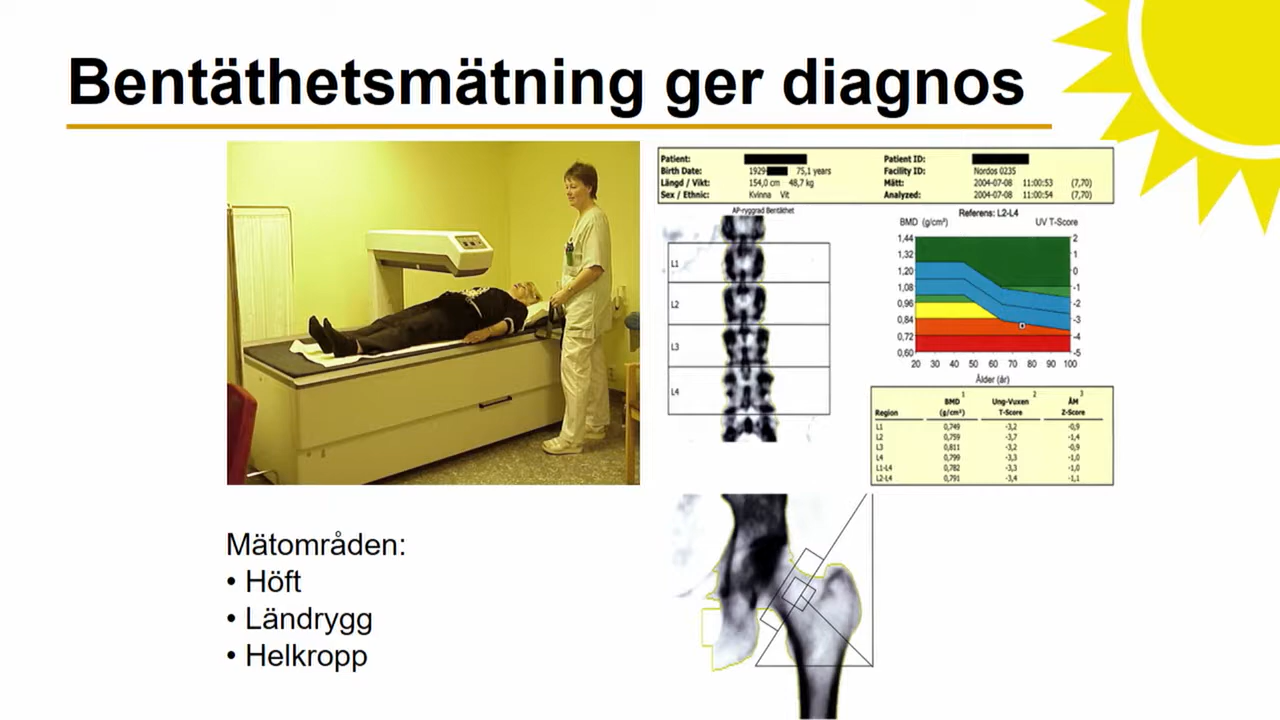 Bentäthetsmätning ger diagnos
Patient: Patient ID:
Birth Date: 1929 75,1 years Facility ID: Nordos 0235
Längd / Vikt: 154,0 cm 48,7 kg Mätt: 2004-07-08 11:00:53 (7,70)
Sex / Ethnic: Kvinna Vit Analyzed: 2004-07-08 11:00:54 (7,70)
AP-ryggrad Bentäthet
L1
L2
L3
L4
Referens: L2-L4
BMD (g/cm²) UV T-Score
1,44 2
1,32 1
1,20 0
1,08 -1
0,96 -2
0,84 -3
0,72 -4
0,60 -5
20 30 40 50 60 70 80 90 100
Ålder (år)
1 2 3
BMD Ung-Vuxen ÅM
Region (g/cm²) T-Score Z-Score
L1 0,749 -3,2 -0,9
L2 0,759 -3,7 -1,4
L3 0,811 -3,2 -0,9
L4 0,799 -3,3 -1,0
L1-L4 0,782 -3,3 -1,0
L2-L4 0,791 -3,4 -1,1
Mätområden:
• Höft
• Ländrygg
• Helkropp